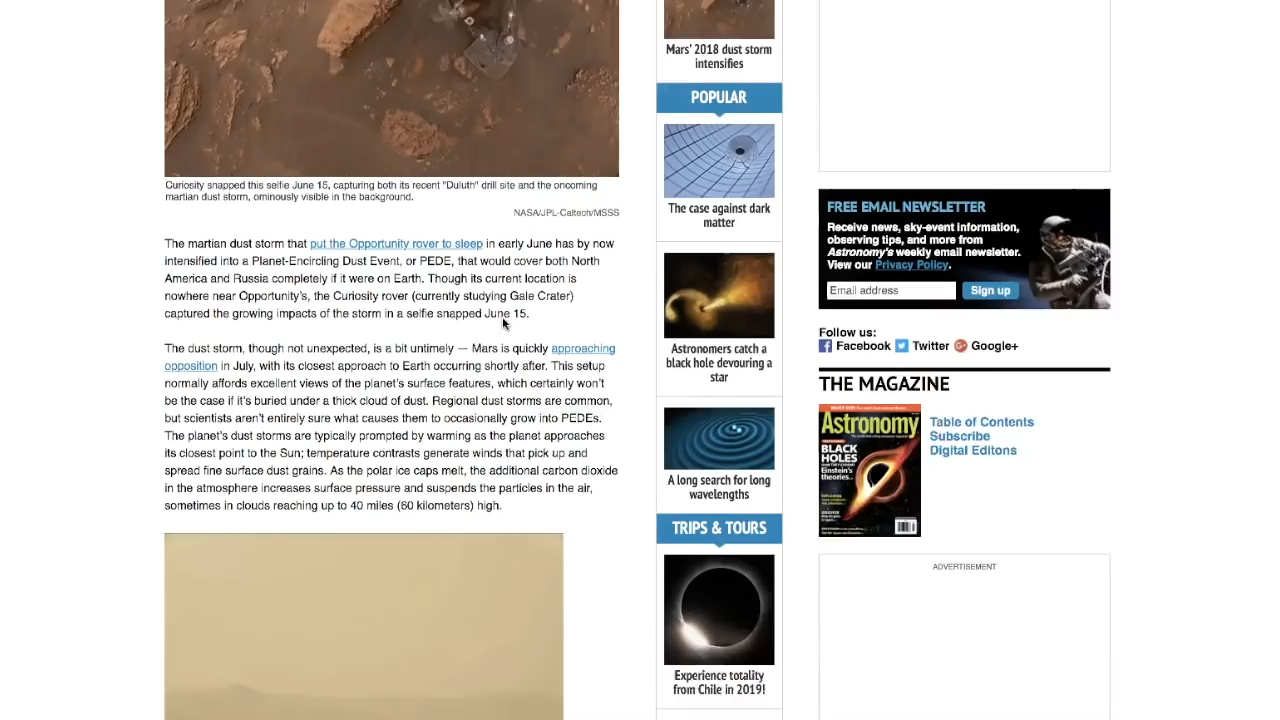 Curiosity snapped this selfie June 15, capturing both its recent "Duluth" drill site and the oncoming
martian dust storm, ominously visible in the background.
NASA/JPL-Caltech/MSSS
The martian dust storm that put the Opportunity rover to sleep in early June has by now
intensified into a Planet-Encircling Dust Event, or PEDE, that would cover both North
America and Russia completely if it were on Earth. Though its current location is
nowhere near Opportunity's, the Curiosity rover (currently studying Gale Crater)
captured the growing impacts of the storm in a selfie snapped June 15.
The dust storm, though not unexpected, is a bit untimely — Mars is quickly approaching
opposition in July, with its closest approach to Earth occurring shortly after. This setup
normally affords excellent views of the planet's surface features, which certainly won't
be the case if it's buried under a thick cloud of dust. Regional dust storms are common,
but scientists aren't entirely sure what causes them to occasionally grow into PEDEs.
The planet's dust storms are typically prompted by warming as the planet approaches
its closest point to the Sun; temperature contrasts generate winds that pick up and
spread fine surface dust grains. As the polar ice caps melt, the additional carbon dioxide
in the atmosphere increases surface pressure and suspends the particles in the air,
sometimes in clouds reaching up to 40 miles (60 kilometers) high.
Mars' 2018 dust storm
intensifies
POPULAR
The case against dark
matter
Astronomers catch a
black hole devouring a
star
A long search for long
wavelengths
TRIPS & TOURS
Experience totality
from Chile in 2019!
FREE EMAIL NEWSLETTER
Receive news, sky-event information,
observing tips, and more from
Astronomy's weekly email newsletter.
View our Privacy Policy.
Email address
Sign up
Follow us:
Facebook Twitter Google+
THE MAGAZINE
Astronomy
BLACK
HOLES
Einstein's
theories..
Table of Contents
Subscribe
Digital Editons
ADVERTISEMENT